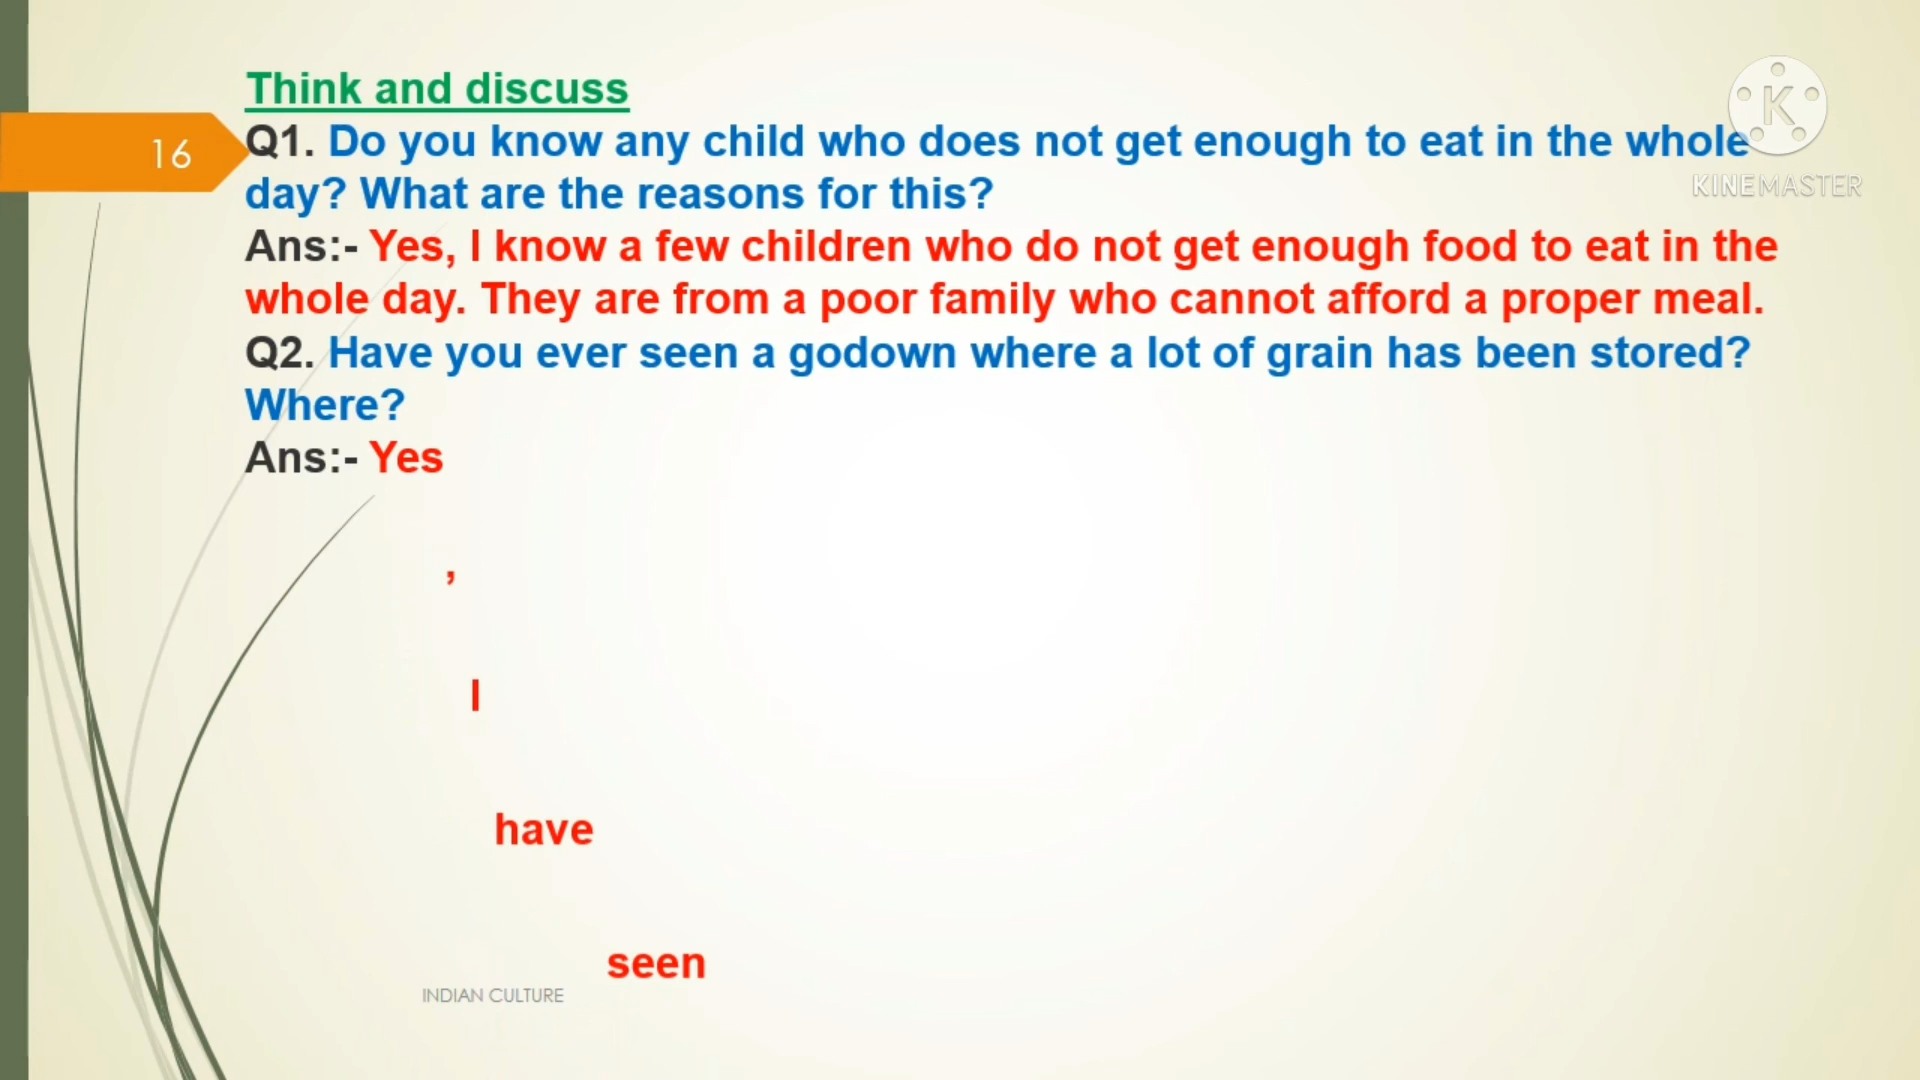 Think and discuss
16
Q1. Do you know any child who does not get enough to eat in the whole
day? What are the reasons for this?
Ans:- Yes, I know a few children who do not get enough food to eat in the
whole day. They are from a poor family who cannot afford a proper meal.
Q2. Have you ever seen a godown where a lot of grain has been stored?
Where?
Ans:- Yes
,
I
have
seen
INDIAN CULTURE
K
KINEMASTER